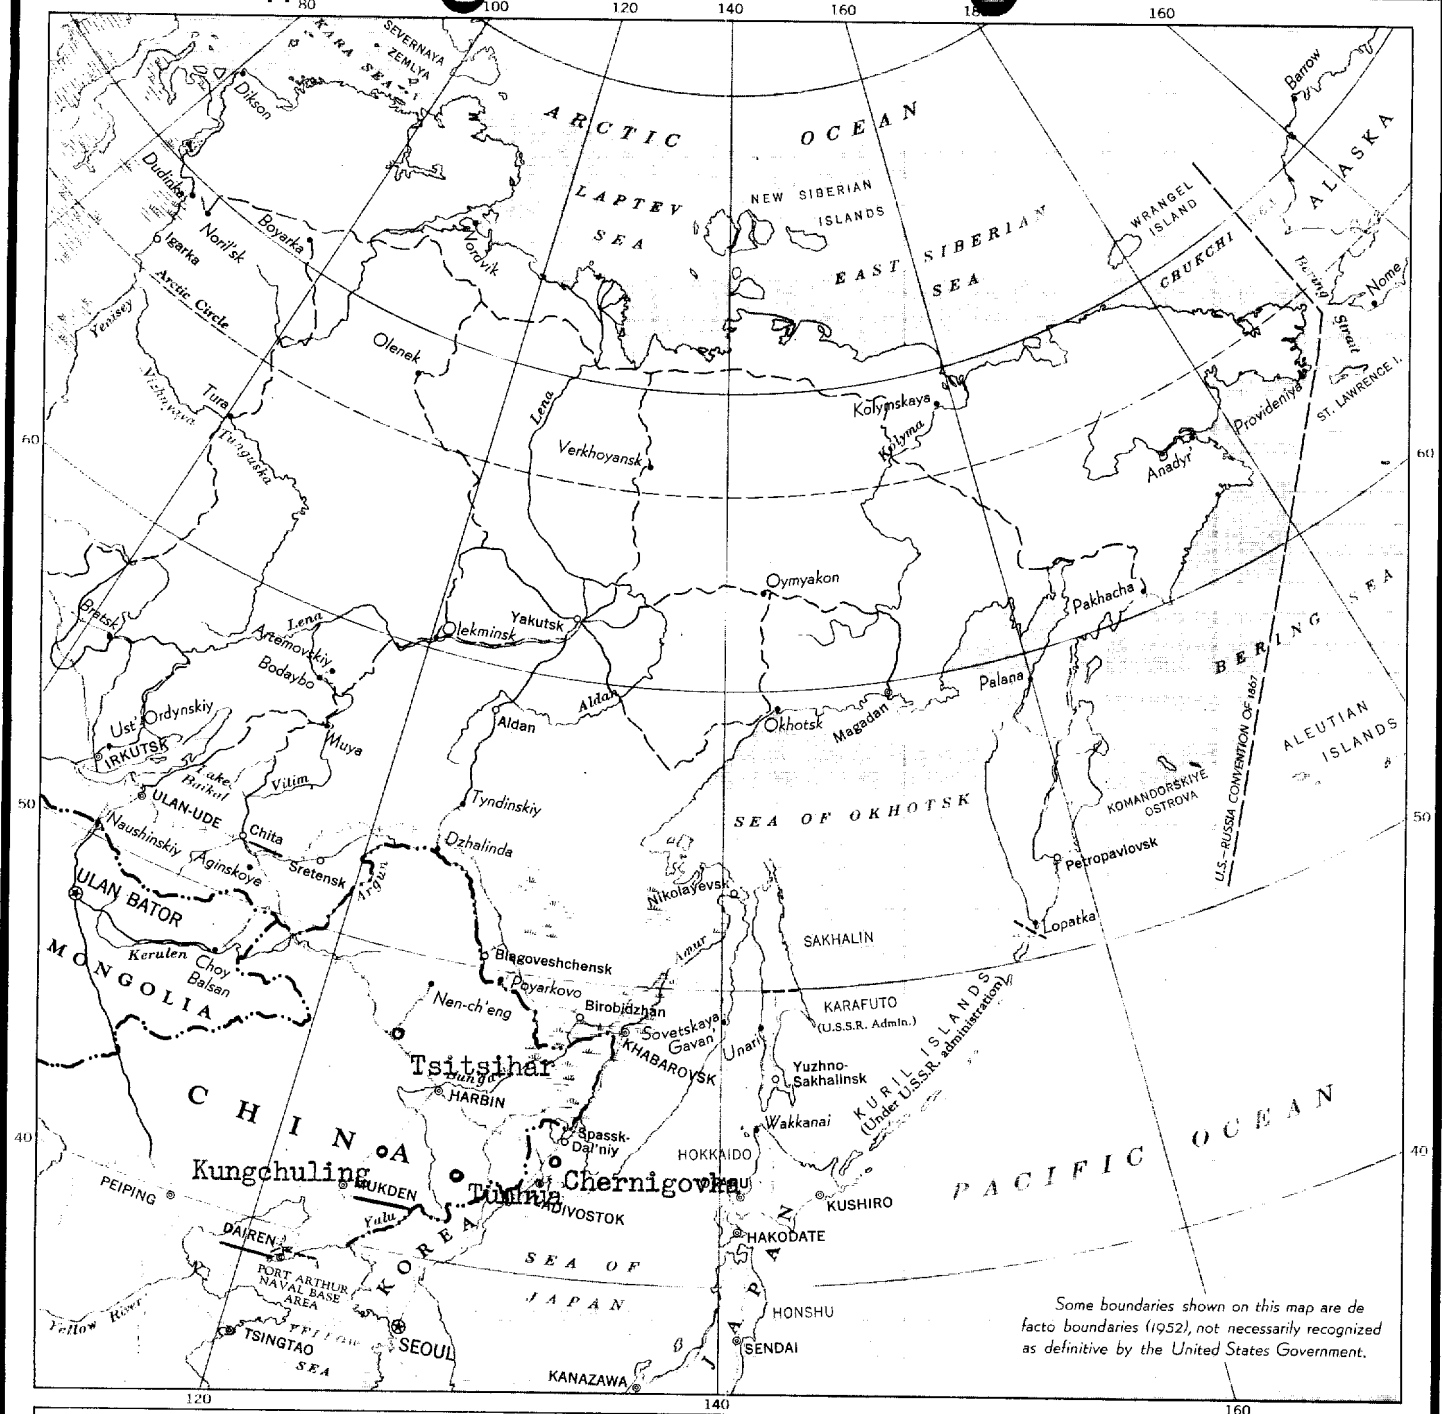 80
100
120
140
160
180
160
KARA SEA
SEVERNAYA
ZEMLYA
Dikson
Barrow
ARCTIC OCEAN
ALASKA
Dudinka
Noril'sk
Igarka
Boyarka
Nordvik
LAPTEV
SEA
NEW SIBERIAN
ISLANDS
EAST SIBERIAN
SEA
WRANGEL
ISLAND
CHUKCHI
SEA
Bering
Strait
Nome
Arctic Circle
Yenisey
Olenek
Lena
Tura
Tunguska
Kolymskaya
Kolyma
Provideniya
ST. LAWRENCE I.
60
60
Verkhoyansk
Anadyr'
Oymyakon
Pakhacha
BERING SEA
Bratsk
Lena
Artemovskiy
Bodaybo
Olekminsk
Yakutsk
Palana
Ust' Ordynskiy
IRKUTSK
Muya
Aldan
Aldan
Okhotsk
Magadan
ALEUTIAN
ISLANDS
Lake
Baikal
Vitim
ULAN-UDE
Tyndinskiy
SEA OF OKHOTSK
KOMANDORSKIYE
OSTROVA
U.S.–RUSSIA CONVENTION OF 1867
50
50
Naushinskiy
Chita
Aginskoye
Sretensk
Argun
Dzhalinda
Petropavlovsk
ULAN BATOR
Nikolayevsk
Lopatka
Kerulen
Choy
Balsan
MONGOLIA
Blagoveshchensk
Amur
SAKHALIN
Poyarkovo
Nen-ch'eng
Birobidzhan
KARAFUTO
(U.S.S.R. Admin.)
Sovetskaya
Gavan'
Unari
KHABAROVSK
KURIL ISLANDS
(Under U.S.S.R. administration)
Tsitsihar
HARBIN
Yuzhno-
Sakhalinsk
CHINA
Wakkanai
PACIFIC OCEAN
40
40
Spassk-
Dal'niy
HOKKAIDO
Kungchuling
Chernigovka
PEIPING
MUKDEN
Tunhua
VLADIVOSTOK
KUSHIRO
Yalu
KOREA
DAIREN
HAKODATE
SEA OF
JAPAN
JAPAN
PORT ARTHUR
NAVAL BASE
AREA
HONSHU
Yellow River
TSINGTAO
YELLOW
SEA
SEOUL
SENDAI
KANAZAWA
Some boundaries shown on this map are de
facto boundaries (1952), not necessarily recognized
as definitive by the United States Government.
120
140
160